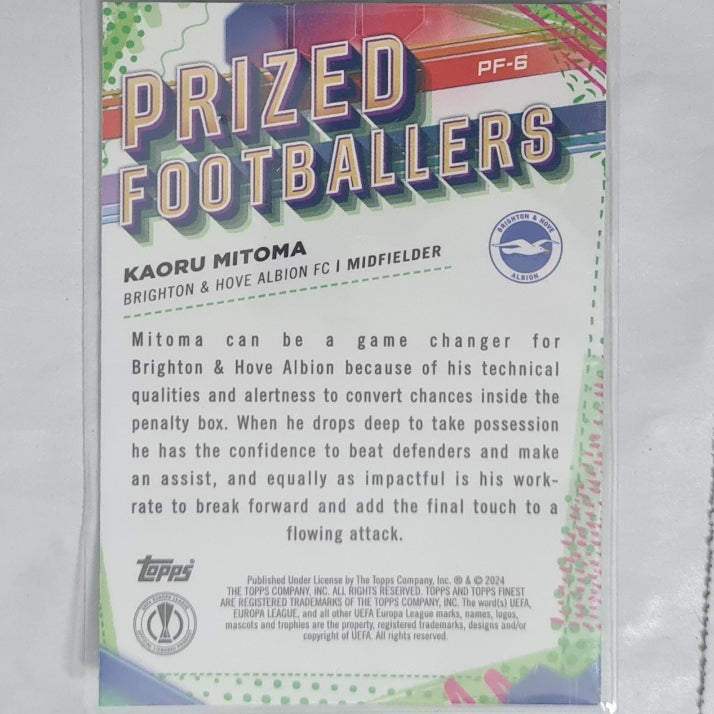 PF-6
PRIZED
FOOTBALLERS
KAORU MITOMA
BRIGHTON & HOVE ALBION FC | MIDFIELDER
BRIGHTON & HOVE
ALBION
Mitoma can be a game changer for
Brighton & Hove Albion because of his technical
qualities and alertness to convert chances inside the
penalty box. When he drops deep to take possession
he has the confidence to beat defenders and make
an assist, and equally as impactful is his work-
rate to break forward and add the final touch to a
flowing attack.
Topps
UEFA EUROPA LEAGUE
OFFICIAL LICENSED PRODUCT
Published Under License by The Topps Company, Inc. ® & © 2024
THE TOPPS COMPANY, INC. ALL RIGHTS RESERVED. TOPPS AND TOPPS FINEST
ARE REGISTERED TRADEMARKS OF THE TOPPS COMPANY, INC. The word(s) UEFA,
EUROPA LEAGUE, and all other UEFA Europa League marks, names, logos,
mascots and trophies are the property, registered trademarks, designs and/or
copyright of UEFA. All rights reserved.